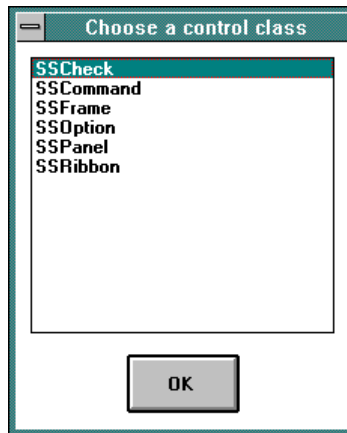 Choose a control class
SSCheck
SSCommand
SSFrame
SSOption
SSPanel
SSRibbon
OK